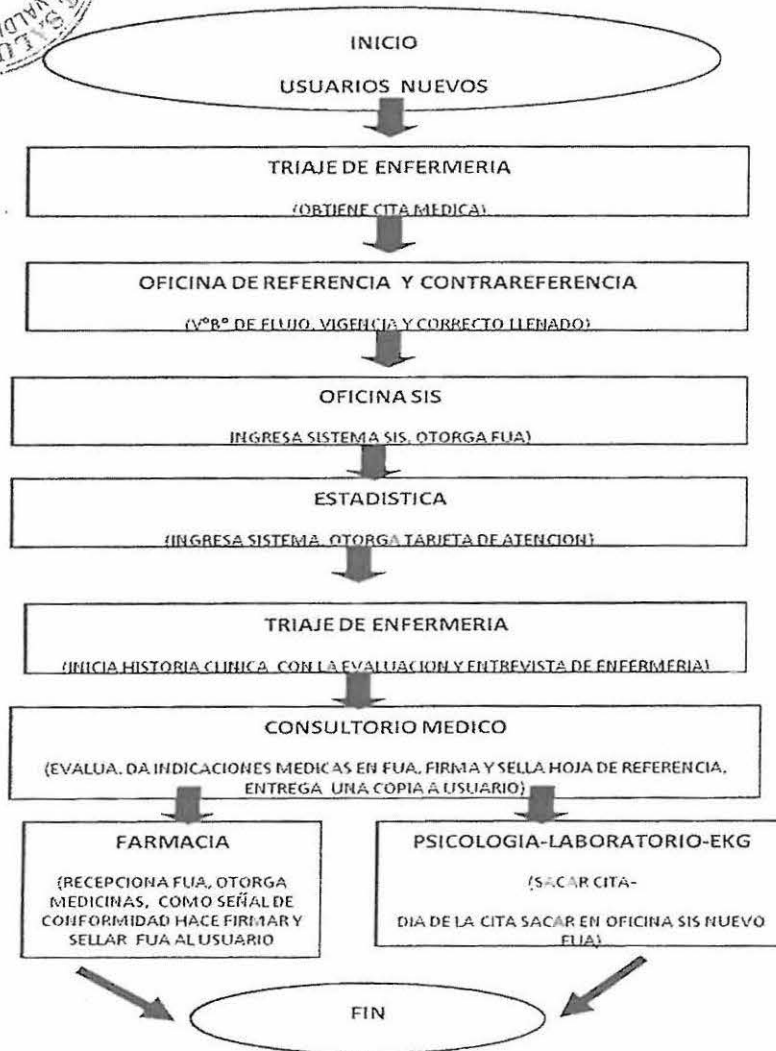 SALU
INICIO
USUARIOS NUEVOS
TRIAJE DE ENFERMERIA
(OBTIENE CITA MEDICA)
OFICINA DE REFERENCIA Y CONTRAREFERENCIA
(V°B° DE FLUJO, VIGENCIA Y CORRECTO LLENADO)
OFICINA SIS
INGRESA SISTEMA SIS, OTORGA FUA)
ESTADISTICA
(INGRESA SISTEMA, OTORGA TARJETA DE ATENCION)
TRIAJE DE ENFERMERIA
(INICIA HISTORIA CLINICA CON LA EVALUACION Y ENTREVISTA DE ENFERMERIA)
CONSULTORIO MEDICO
(EVALUA, DA INDICACIONES MEDICAS EN FUA, FIRMA Y SELLA HOJA DE REFERENCIA,
ENTREGA UNA COPIA A USUARIO)
FARMACIA
(RECEPCIONA FUA, OTORGA
MEDICINAS, COMO SEÑAL DE
CONFORMIDAD HACE FIRMAR Y
SELLAR FUA AL USUARIO
PSICOLOGIA-LABORATORIO-EKG
(SACAR CITA-
DIA DE LA CITA SACAR EN OFICINA SIS NUEVO
FUA)
FIN